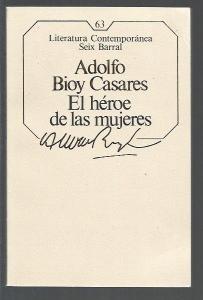 63
Literatura Contemporánea
Seix Barral
Adolfo
Bioy Casares
El héroe
de las mujeres